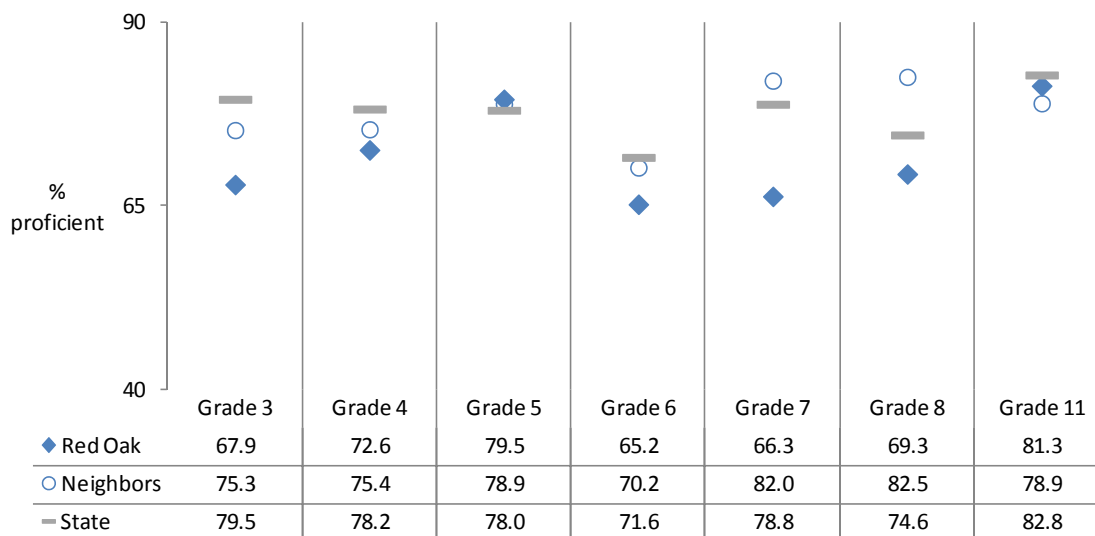 90
%
proficient
65
40
Grade 3 Grade 4 Grade 5 Grade 6 Grade 7 Grade 8 Grade 11
Red Oak 67.9 72.6 79.5 65.2 66.3 69.3 81.3
Neighbors 75.3 75.4 78.9 70.2 82.0 82.5 78.9
State 79.5 78.2 78.0 71.6 78.8 74.6 82.8